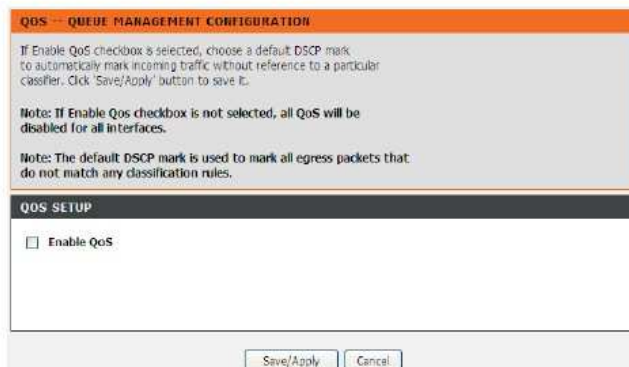 QOS -- QUEUE MANAGEMENT CONFIGURATION
If Enable QoS checkbox is selected, choose a default DSCP mark
to automatically mark incoming traffic without reference to a particular
classifier. Click 'Save/Apply' button to save it.
Note: If Enable Qos checkbox is not selected, all QoS will be
disabled for all interfaces.
Note: The default DSCP mark is used to mark all egress packets that
do not match any classification rules.
QOS SETUP
Enable QoS
Save/Apply Cancel